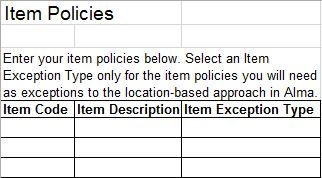 Item Policies
Enter your item policies below. Select an Item
Exception Type only for the item policies you will need
as exceptions to the location-based approach in Alma.
Item Code Item Description Item Exception Type